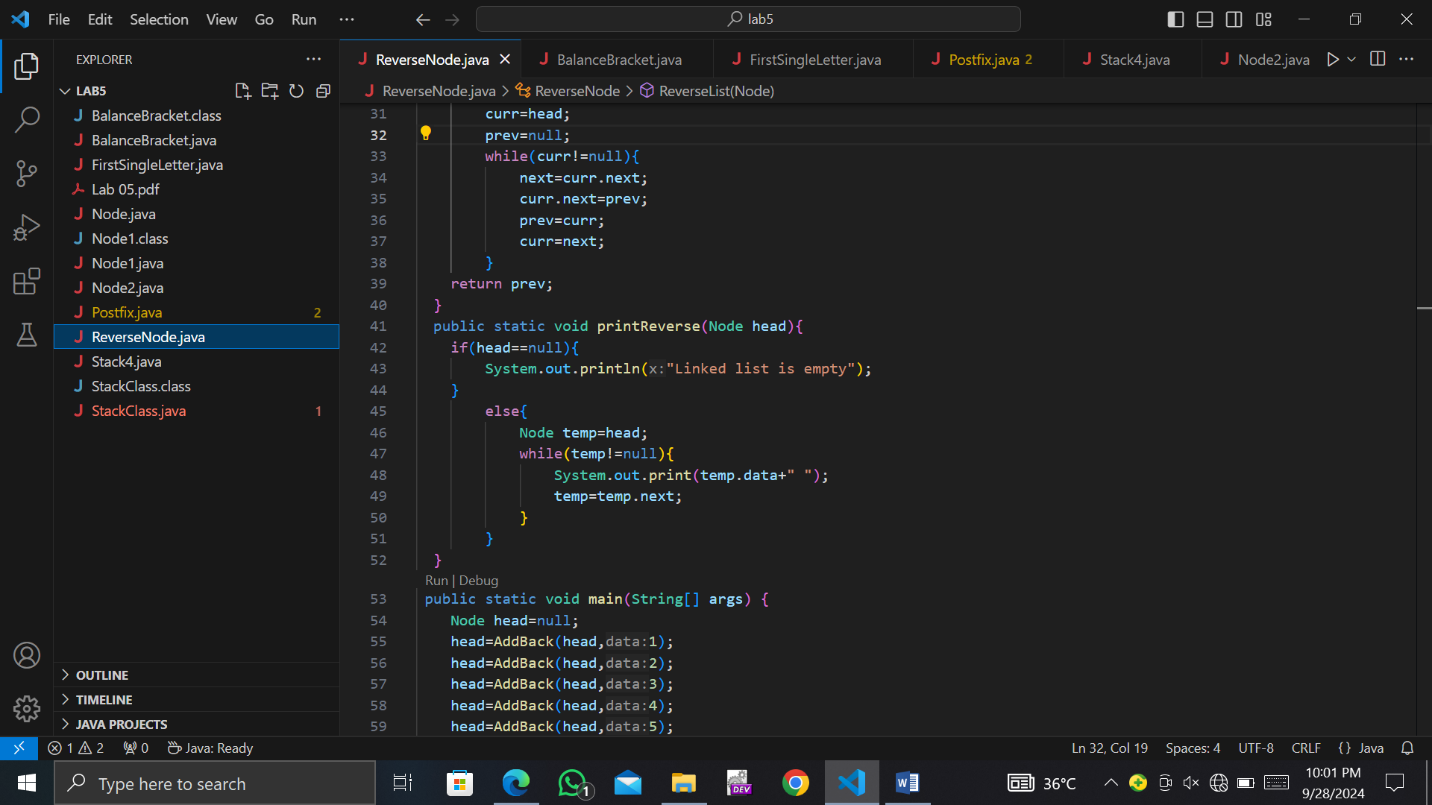 File Edit Selection View Go Run ··· lab5
EXPLORER ···
LAB5
BalanceBracket.class
BalanceBracket.java
FirstSingleLetter.java
Lab 05.pdf
Node.java
Node1.class
Node1.java
Node2.java
Postfix.java 2
ReverseNode.java
Stack4.java
StackClass.class
StackClass.java 1
OUTLINE
TIMELINE
JAVA PROJECTS
ReverseNode.java BalanceBracket.java FirstSingleLetter.java Postfix.java 2 Stack4.java Node2.java
ReverseNode.java > ReverseNode > ReverseList(Node)
31 curr=head;
32 prev=null;
33 while(curr!=null){
34 next=curr.next;
35 curr.next=prev;
36 prev=curr;
37 curr=next;
38 }
39 return prev;
40 }
41 public static void printReverse(Node head){
42 if(head==null){
43 System.out.println(x:"Linked list is empty");
44 }
45 else{
46 Node temp=head;
47 while(temp!=null){
48 System.out.print(temp.data+" ");
49 temp=temp.next;
50 }
51 }
52 }
Run | Debug
53 public static void main(String[] args) {
54 Node head=null;
55 head=AddBack(head,data:1);
56 head=AddBack(head,data:2);
57 head=AddBack(head,data:3);
58 head=AddBack(head,data:4);
59 head=AddBack(head,data:5);
1 2 0 Java: Ready Ln 32, Col 19 Spaces: 4 UTF-8 CRLF {} Java
Type here to search DEV 1 36°C 10:01 PM
9/28/2024